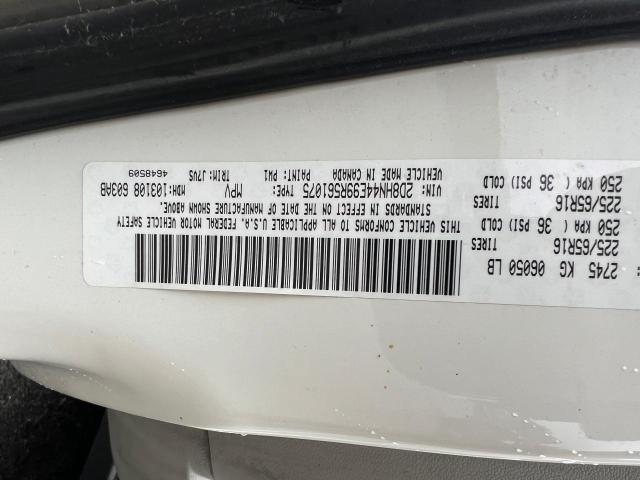 2745 KG 06050 LB
TIRES
225/65R16
250 KPA ( 36 PSI) COLD
TIRES
225/65R16
250 KPA ( 36 PSI) COLD
THIS VEHICLE CONFORMS TO ALL APPLICABLE U.S.A. FEDERAL MOTOR VEHICLE SAFETY
STANDARDS IN EFFECT ON THE DATE OF MANUFACTURE SHOWN ABOVE.
VIN: 2D8HN44E99R561075 TYPE: MPV MDH:103108 603AB
VEHICLE MADE IN CANADA PAINT: PW1 TRIM: J7US
4648509